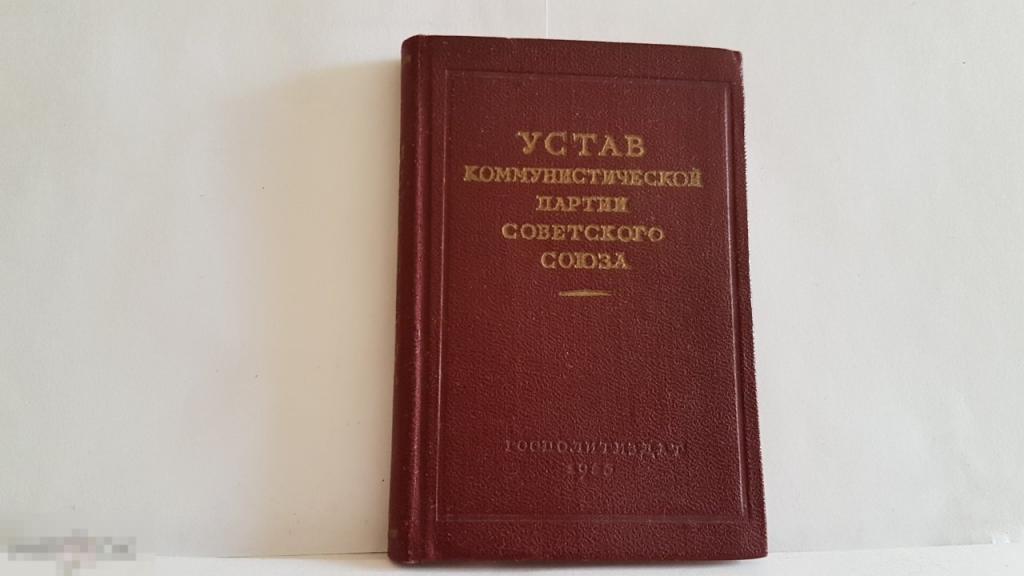 УСТАВ
КОММУНИСТИЧЕСКОЙ
ПАРТИИ
СОВЕТСКОГО
СОЮЗА
ГОСПОЛИТИЗДАТ